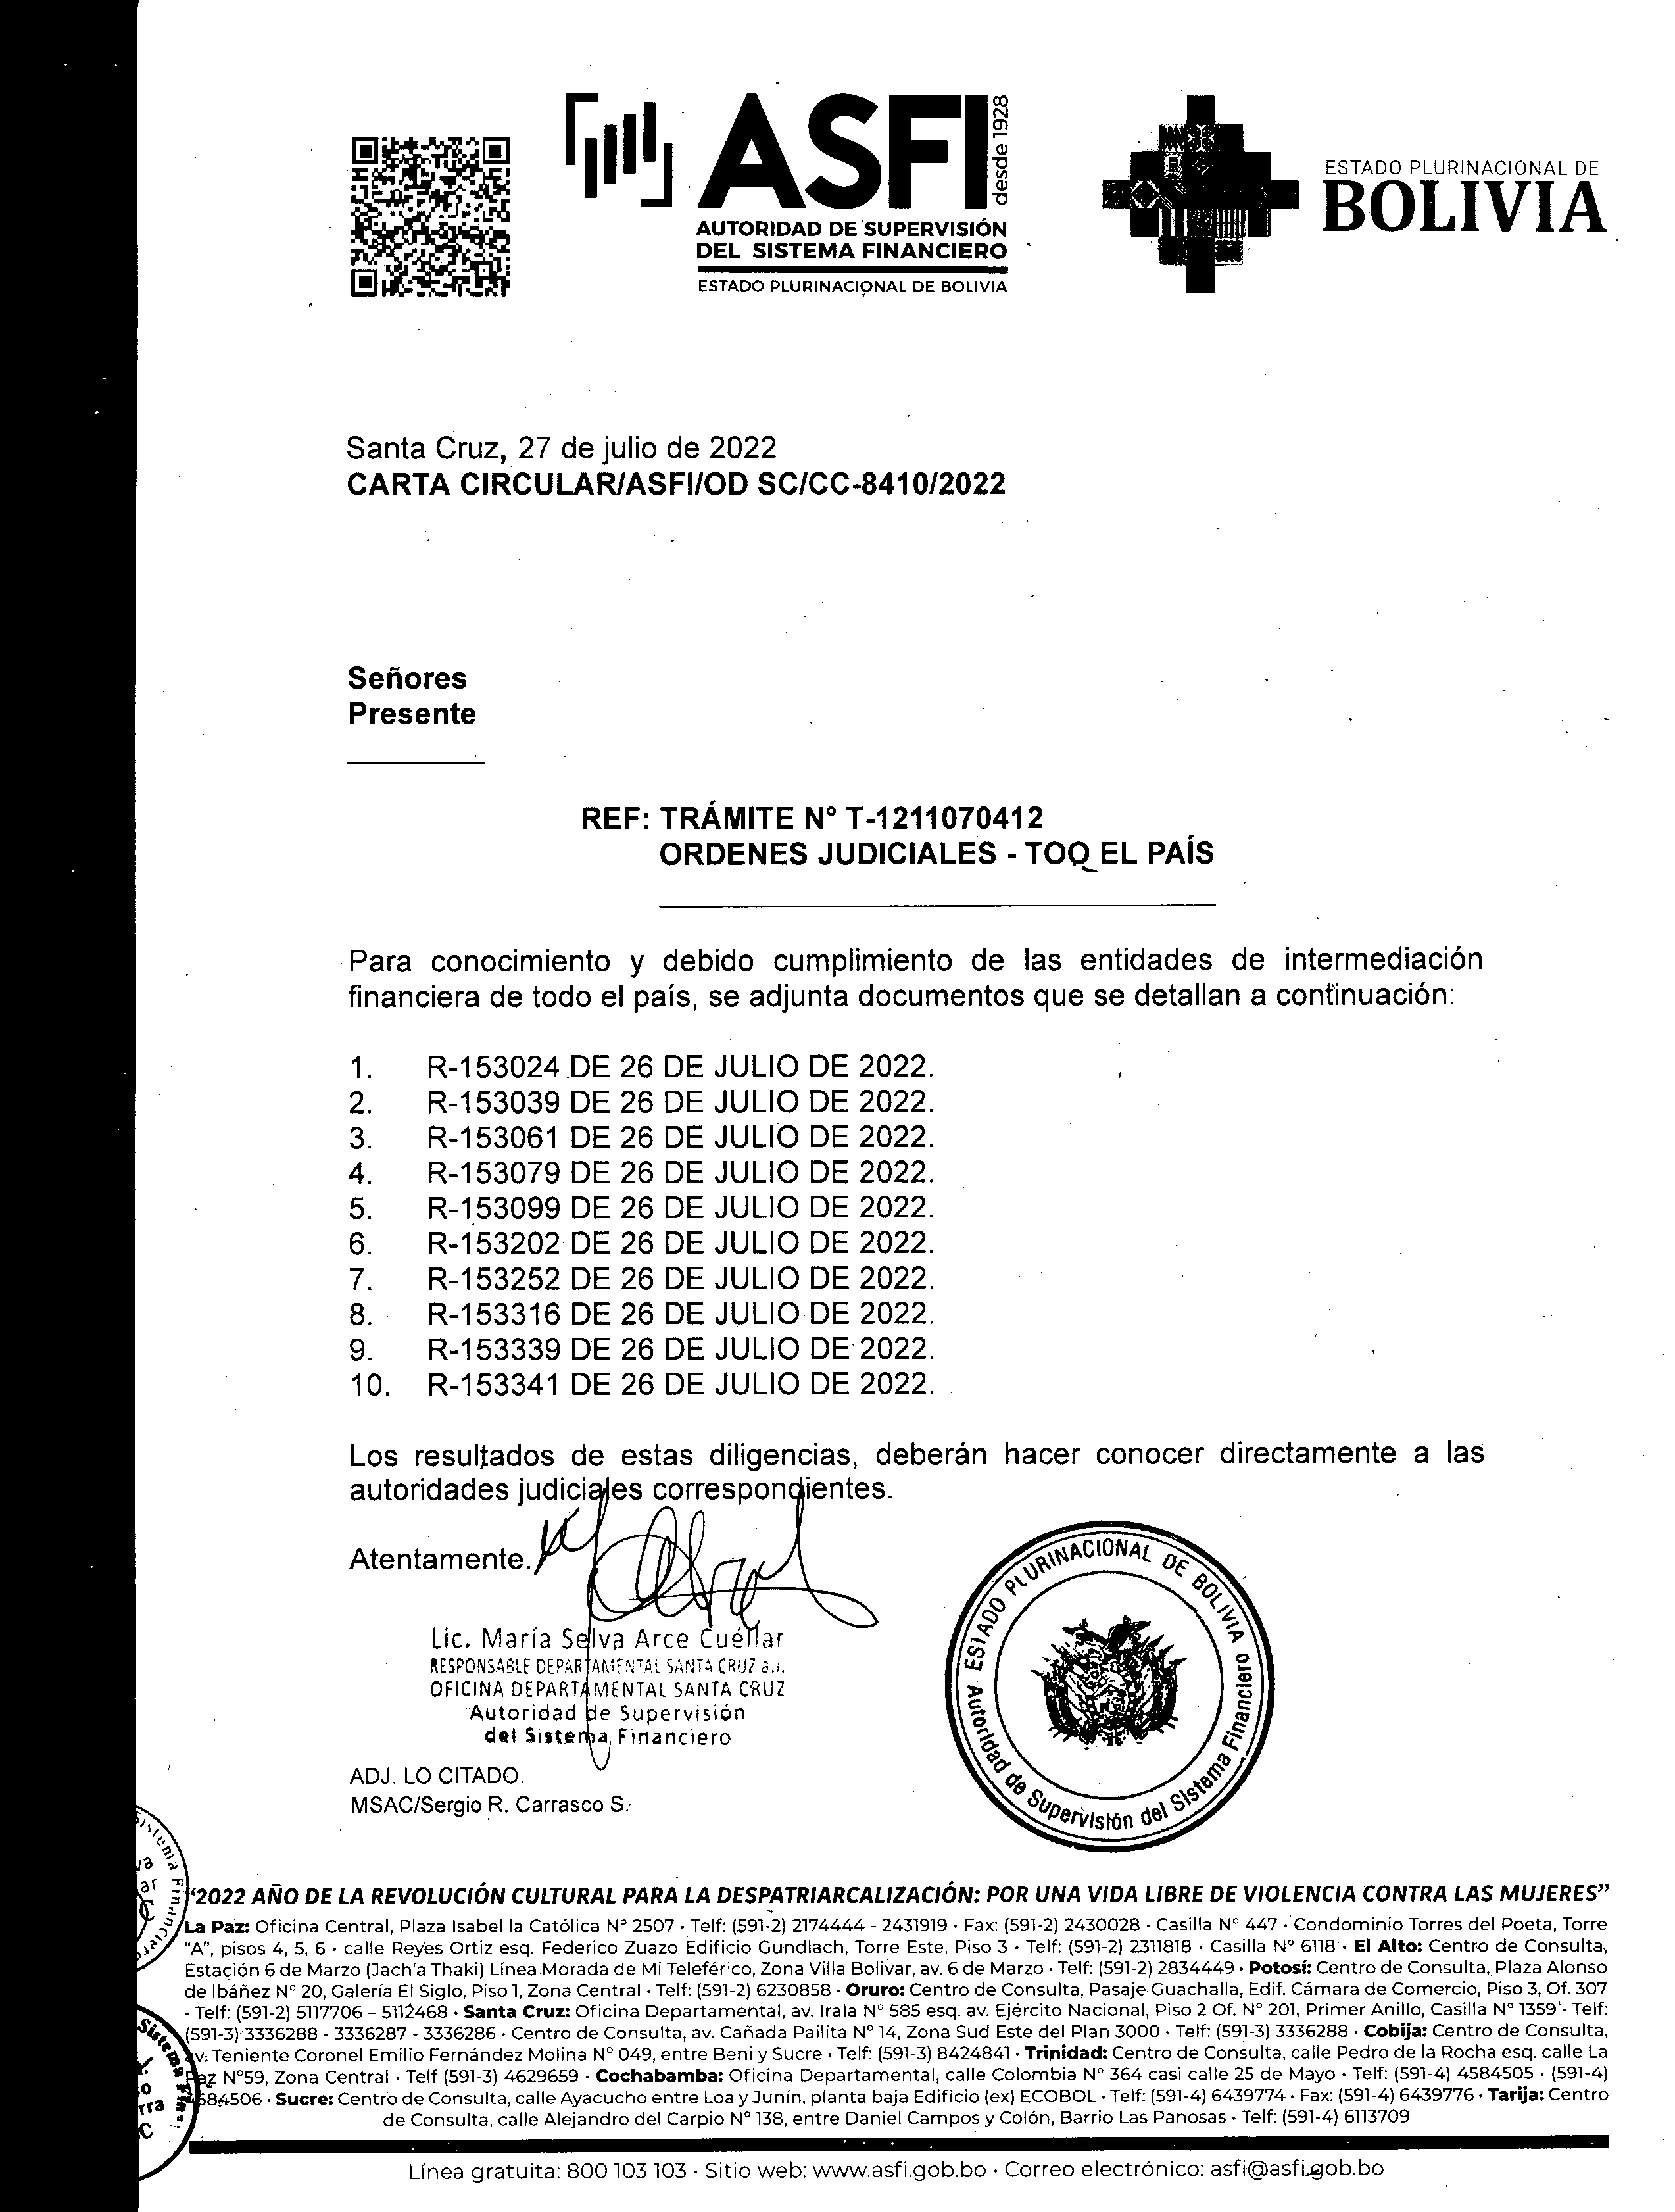 ASFI
desde 1928
AUTORIDAD DE SUPERVISIÓN
DEL SISTEMA FINANCIERO
ESTADO PLURINACIONAL DE BOLIVIA
ESTADO PLURINACIONAL DE
BOLIVIA
Santa Cruz, 27 de julio de 2022
CARTA CIRCULAR/ASFI/OD SC/CC-8410/2022
Señores
Presente
REF: TRÁMITE Nº T-1211070412
ORDENES JUDICIALES - TOQ EL PAÍS
Para conocimiento y debido cumplimiento de las entidades de intermediación
financiera de todo el país, se adjunta documentos que se detallan a continuación:
1. R-153024 DE 26 DE JULIO DE 2022.
2. R-153039 DE 26 DE JULIO DE 2022.
3. R-153061 DE 26 DE JULIO DE 2022.
4. R-153079 DE 26 DE JULIO DE 2022.
5. R-153099 DE 26 DE JULIO DE 2022.
6. R-153202 DE 26 DE JULIO DE 2022.
7. R-153252 DE 26 DE JULIO DE 2022.
8. R-153316 DE 26 DE JULIO DE 2022.
9. R-153339 DE 26 DE JULIO DE 2022.
10. R-153341 DE 26 DE JULIO DE 2022.
Los resultados de estas diligencias, deberán hacer conocer directamente a las
autoridades judiciales correspondientes.
Atentamente.
Lic. María Selva Arce Cuéllar
RESPONSABLE DEPARTAMENTAL SANTA CRUZ a.i.
OFICINA DEPARTAMENTAL SANTA CRUZ
Autoridad de Supervisión
del Sistema Financiero
ESTADO PLURINACIONAL DE BOLIVIA
Autoridad de Supervisión del Sistema Financiero
ADJ. LO CITADO.
MSAC/Sergio R. Carrasco S.
"2022 AÑO DE LA REVOLUCIÓN CULTURAL PARA LA DESPATRIARCALIZACIÓN: POR UNA VIDA LIBRE DE VIOLENCIA CONTRA LAS MUJERES"
La Paz: Oficina Central, Plaza Isabel la Católica Nº 2507 · Telf: (591-2) 2174444 - 2431919 · Fax: (591-2) 2430028 · Casilla Nº 447 · Condominio Torres del Poeta, Torre
"A", pisos 4, 5, 6 · calle Reyes Ortiz esq. Federico Zuazo Edificio Gundlach, Torre Este, Piso 3 · Telf: (591-2) 2311818 · Casilla Nº 6118 · El Alto: Centro de Consulta,
Estación 6 de Marzo (Jach'a Thaki) Línea Morada de Mi Teleférico, Zona Villa Bolivar, av. 6 de Marzo · Telf: (591-2) 2834449 · Potosí: Centro de Consulta, Plaza Alonso
de Ibáñez Nº 20, Galería El Siglo, Piso 1, Zona Central · Telf: (591-2) 6230858 · Oruro: Centro de Consulta, Pasaje Guachalla, Edif. Cámara de Comercio, Piso 3, Of. 307
· Telf: (591-2) 5117706 – 5112468 · Santa Cruz: Oficina Departamental, av. Irala Nº 585 esq. av. Ejército Nacional, Piso 2 Of. Nº 201, Primer Anillo, Casilla Nº 1359 · Telf:
(591-3) 3336288 - 3336287 - 3336286 · Centro de Consulta, av. Cañada Pailita Nº 14, Zona Sud Este del Plan 3000 · Telf: (591-3) 3336288 · Cobija: Centro de Consulta,
av. Teniente Coronel Emilio Fernández Molina Nº 049, entre Beni y Sucre · Telf: (591-3) 8424841 · Trinidad: Centro de Consulta, calle Pedro de la Rocha esq. calle La
Paz Nº59, Zona Central · Telf (591-3) 4629659 · Cochabamba: Oficina Departamental, calle Colombia Nº 364 casi calle 25 de Mayo · Telf: (591-4) 4584505 · (591-4)
4584506 · Sucre: Centro de Consulta, calle Ayacucho entre Loa y Junín, planta baja Edificio (ex) ECOBOL · Telf: (591-4) 6439774 · Fax: (591-4) 6439776 · Tarija: Centro
de Consulta, calle Alejandro del Carpio Nº 138, entre Daniel Campos y Colón, Barrio Las Panosas · Telf: (591-4) 6113709
Línea gratuita: 800 103 103 · Sitio web: www.asfi.gob.bo · Correo electrónico: asfi@asfi.gob.bo